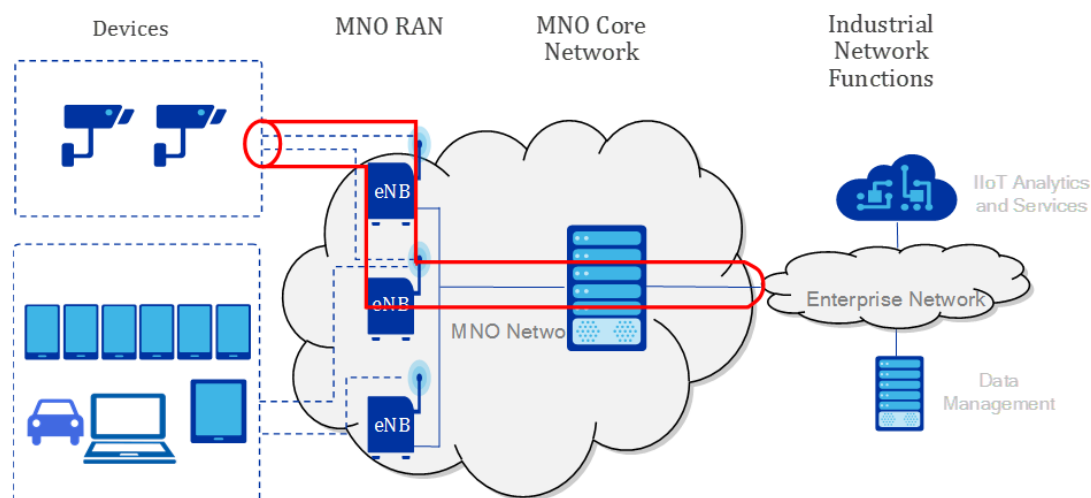 Devices
MNO RAN
MNO Core
Network
Industrial
Network
Functions
eNB
IIoT Analytics
and Services
eNB
Enterprise Network
MNO Netwo
Data
Management
eNB